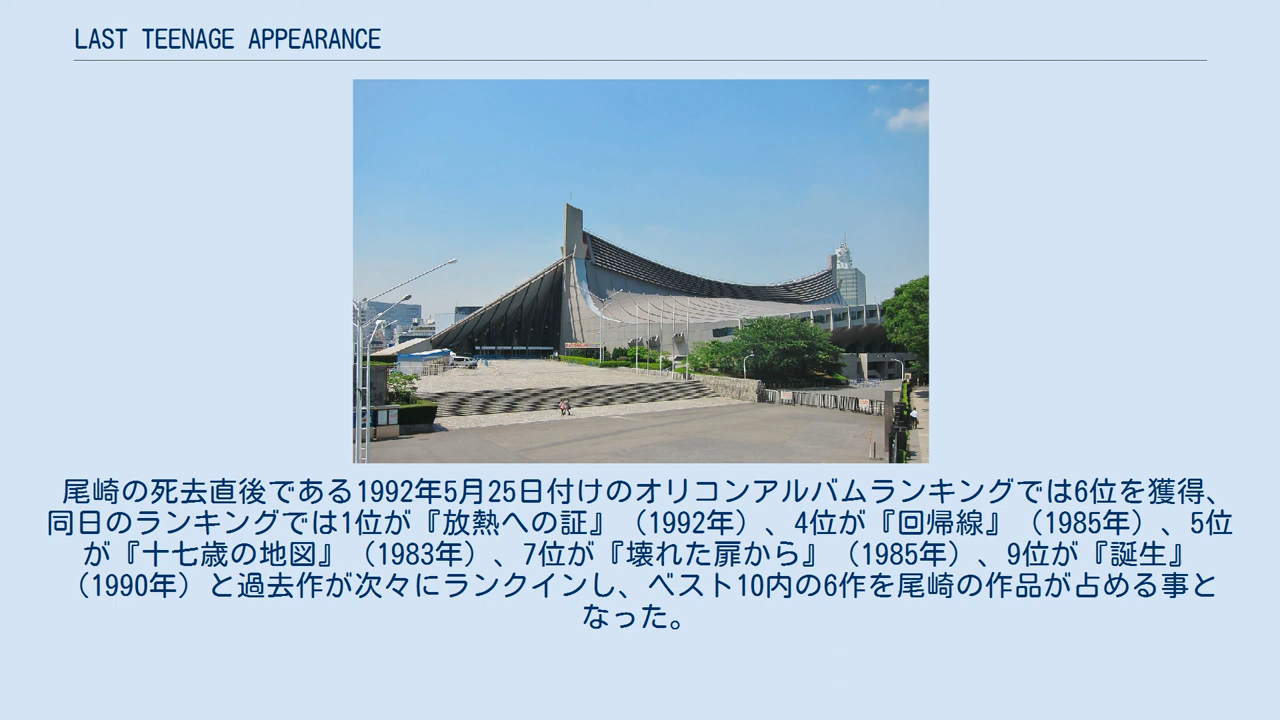 LAST TEENAGE APPEARANCE
尾崎の死去直後である1992年5月25日付けのオリコンアルバムランキングでは6位を獲得、
同日のランキングでは1位が『放熱への証』（1992年）、4位が『回帰線』（1985年）、5位
が『十七歳の地図』（1983年）、7位が『壊れた扉から』（1985年）、9位が『誕生』
（1990年）と過去作が次々にランクインし、ベスト10内の6作を尾崎の作品が占める事と
なった。